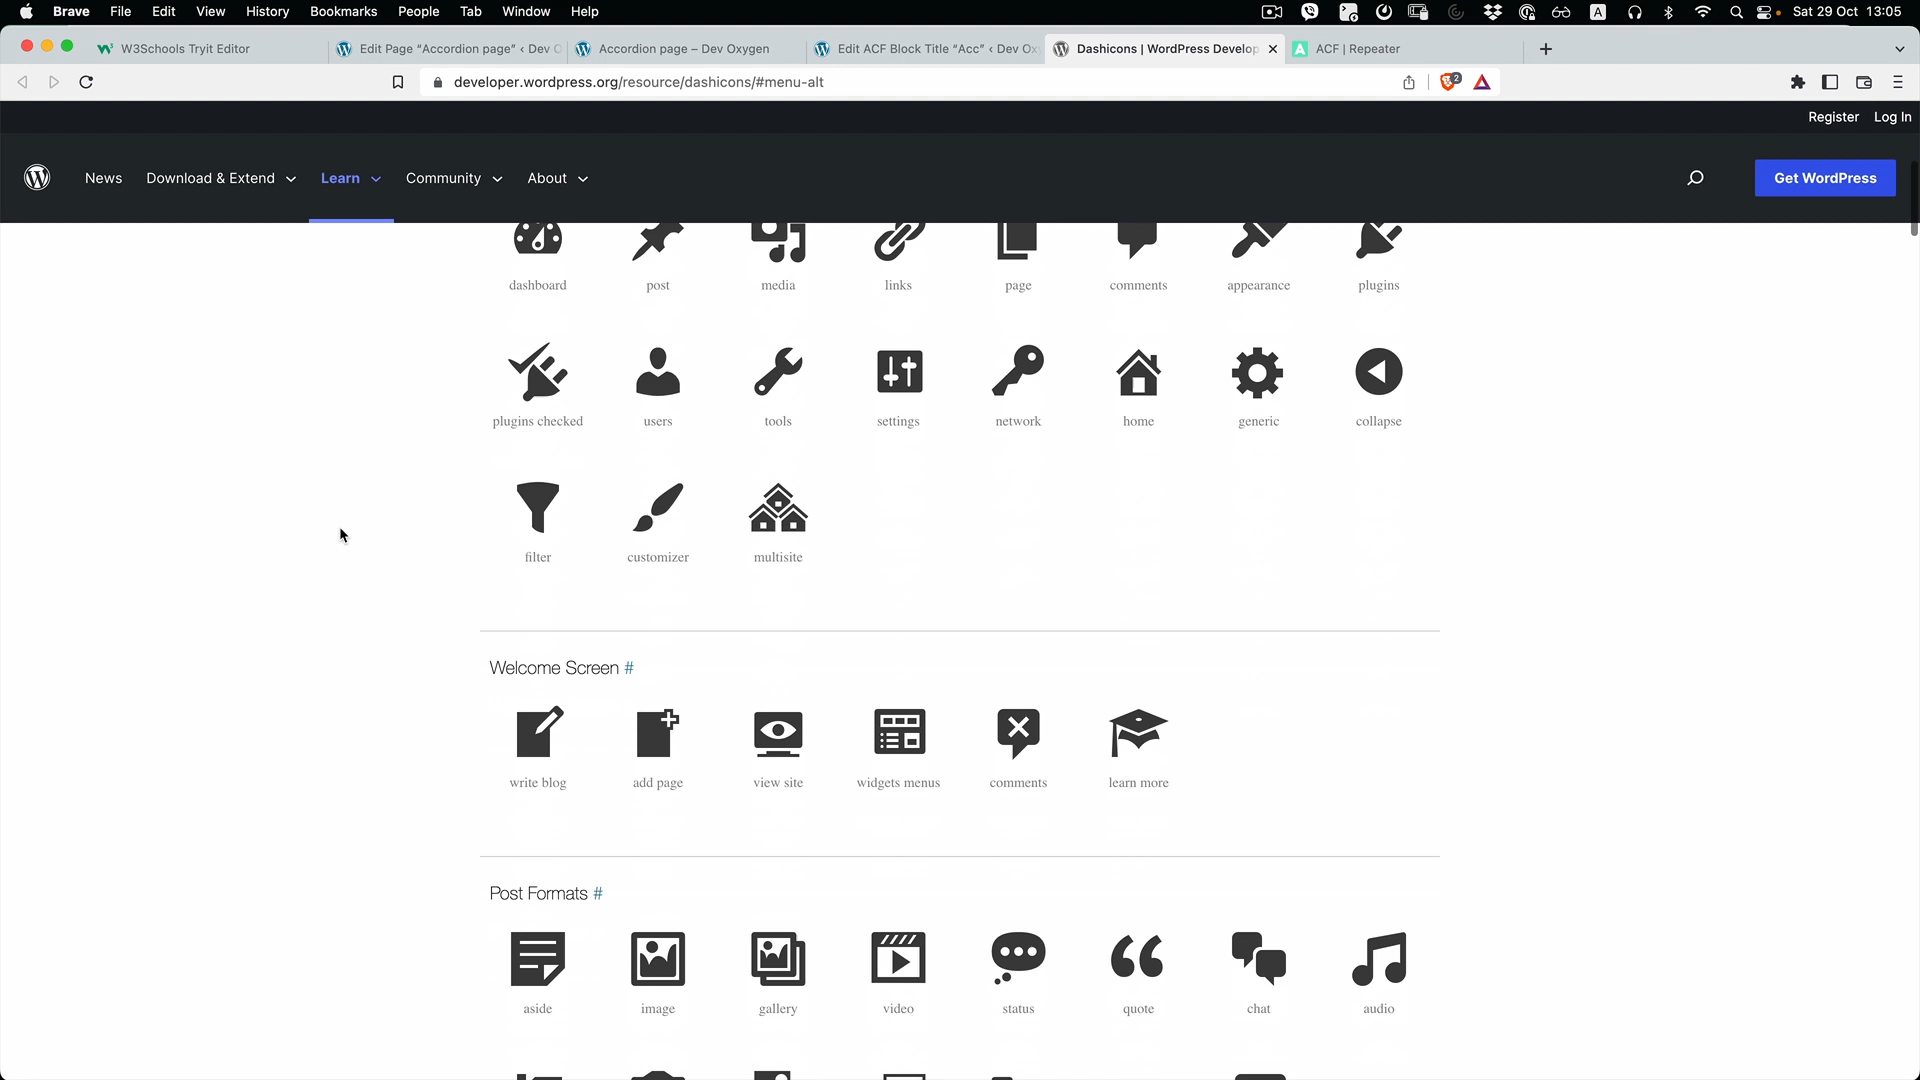 Brave File Edit View History Bookmarks People Tab Window Help Sat 29 Oct 13:05
W3Schools Tryit Editor Edit Page “Accordion page” ‹ Dev O Accordion page – Dev Oxygen Edit ACF Block Title “Acc” ‹ Dev Ox Dashicons | WordPress Develop ACF | Repeater
developer.wordpress.org/resource/dashicons/#menu-alt 2
Register Log In
News Download & Extend Learn Community About Get WordPress
dashboard post media links page comments appearance plugins
plugins checked users tools settings network home generic collapse
filter customizer multisite
Welcome Screen #
write blog add page view site widgets menus comments learn more
Post Formats #
aside image gallery video status quote chat audio